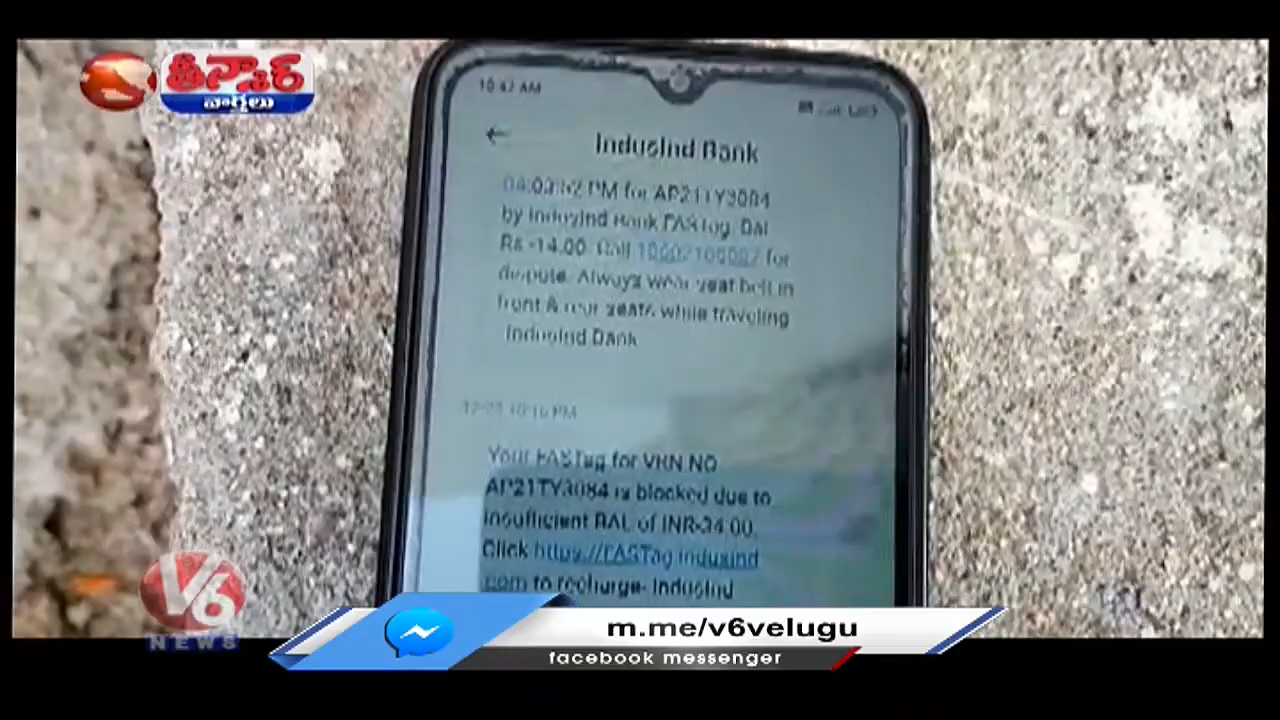 తీన్మార్
వార్తలు
10:47 AM
IndusInd Bank
PM for
by IndusInd Bank FASTag. Bal
Rs -14.00. Call for
dispute. Always wear seat belt in
front & rear seats while traveling
IndusInd Bank
10:16 PM
Your FASTag for VRN NO
AP21TY3084 is blocked due to
insufficient BAL of INR-34.00.
Click https://FASTag.indusind
com to recharge- IndusInd
V6
NEWS
m.me/v6velugu
facebook messenger